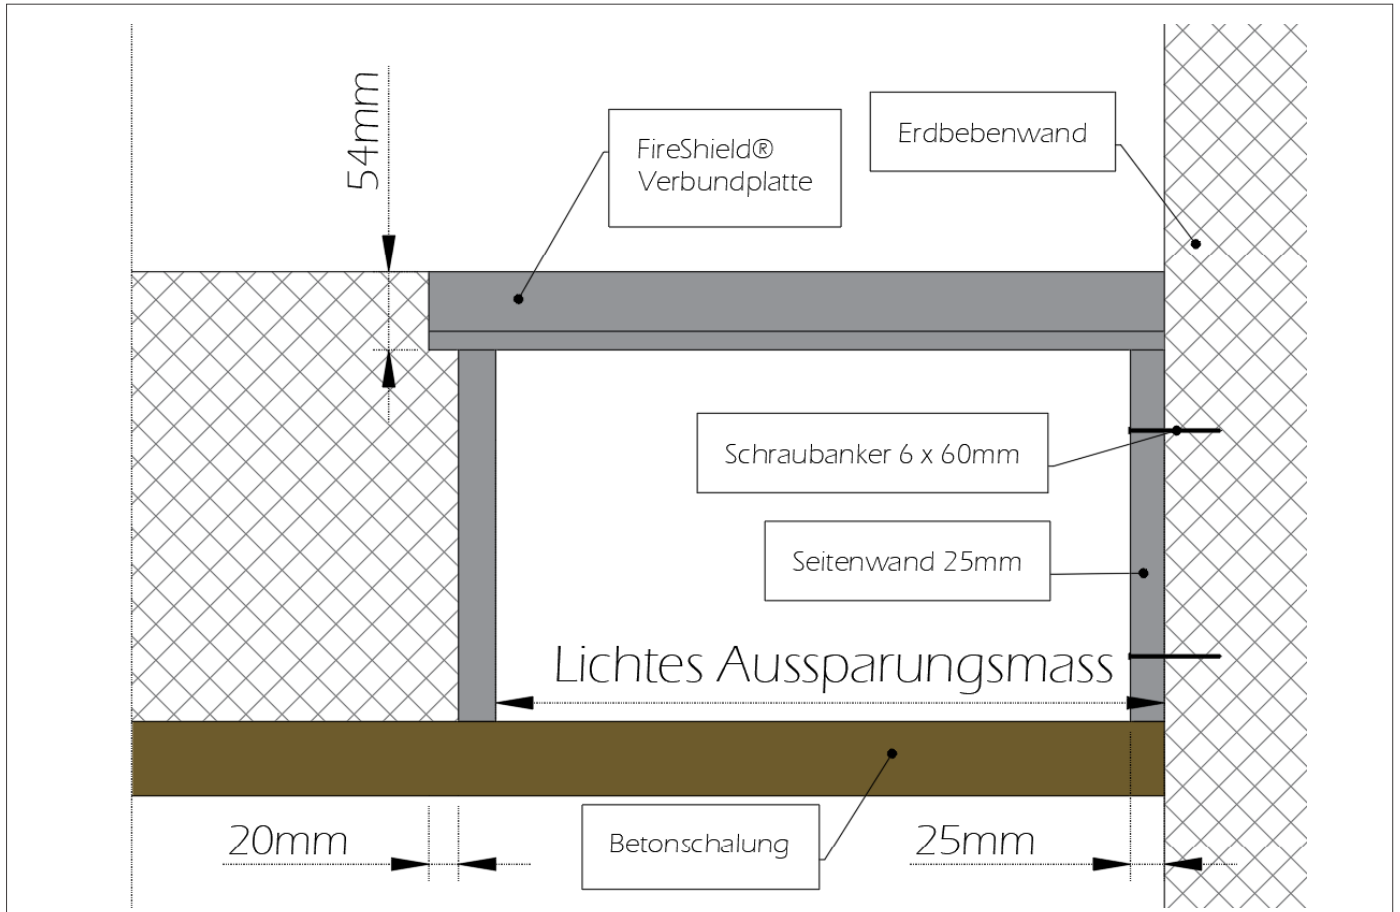 54mm
FireShield®
Verbundplatte
Erdbebenwand
Schraubanker 6 x 60mm
Seitenwand 25mm
Lichtes Aussparungsmass
20mm
Betonschalung
25mm